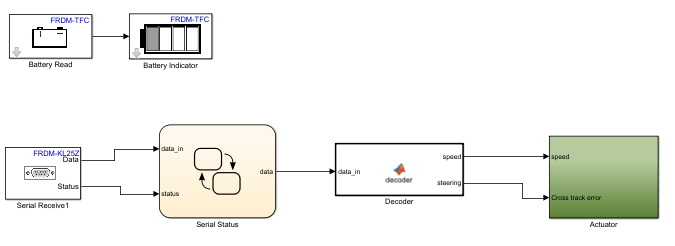 FRDM-TFC
FRDM-TFC
Battery Read
Battery Indicator
FRDM-KL25Z
Data
Status
Serial Receive1
data_in
status
data
Serial Status
data_in
decoder
speed
steering
Decoder
speed
Cross track error
Actuator